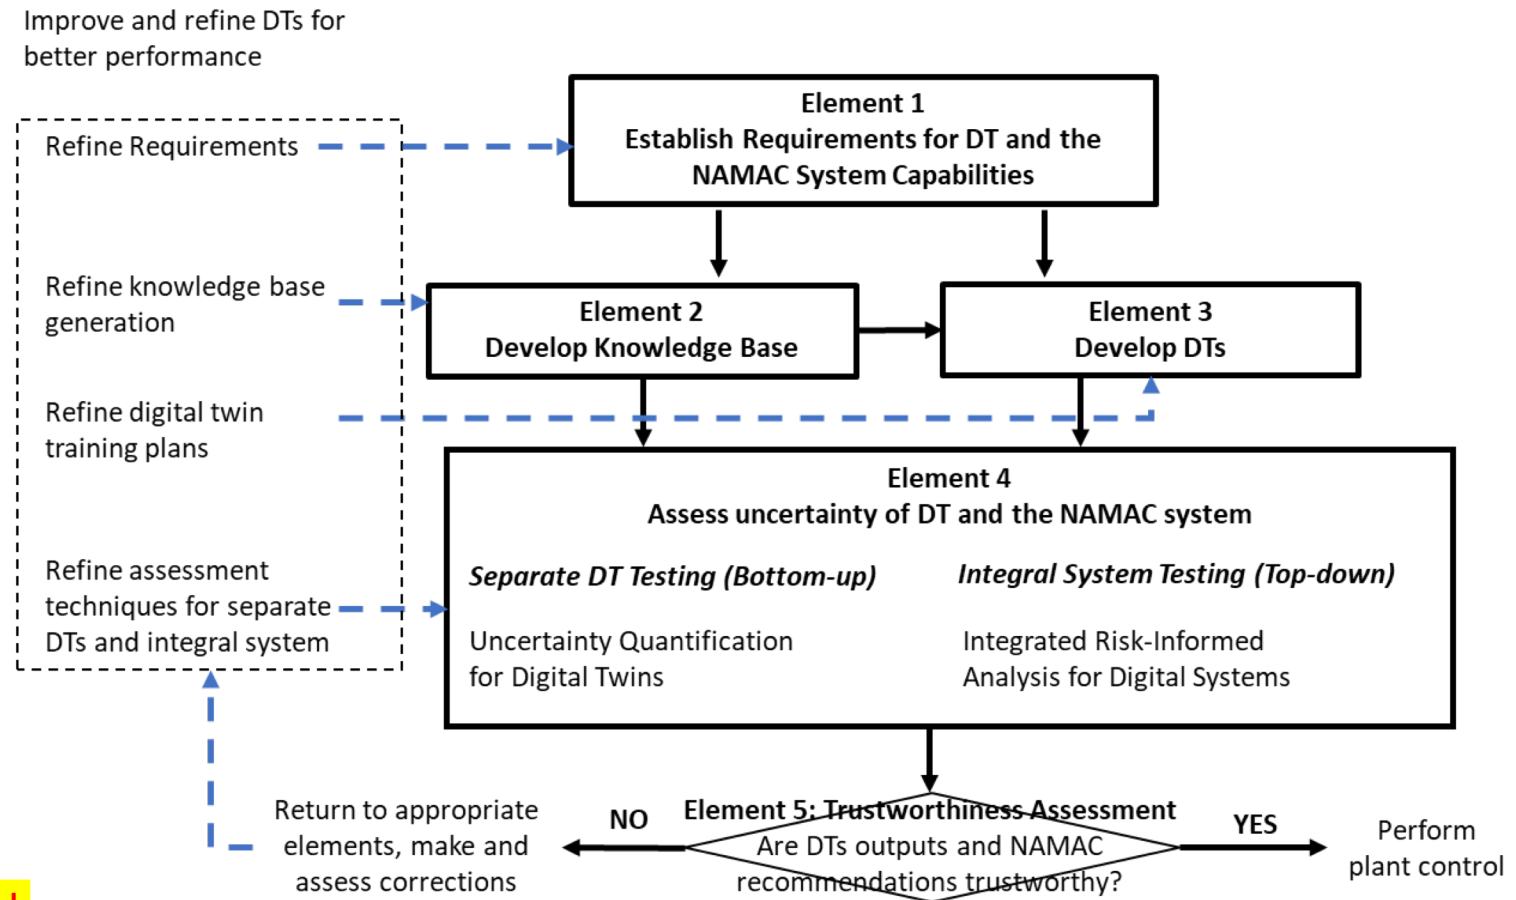 Improve and refine DTs for
better performance
Element 1
Establish Requirements for DT and the
NAMAC System Capabilities
Refine Requirements
Refine knowledge base
generation
Element 2
Develop Knowledge Base
Element 3
Develop DTs
Refine digital twin
training plans
Element 4
Assess uncertainty of DT and the NAMAC system
Separate DT Testing (Bottom-up)
Integral System Testing (Top-down)
Uncertainty Quantification
for Digital Twins
Integrated Risk-Informed
Analysis for Digital Systems
Refine assessment
techniques for separate
DTs and integral system
Element 5: Trustworthiness Assessment
Are DTs outputs and NAMAC
recommendations trustworthy?
NO
Return to appropriate
elements, make and
assess corrections
YES
Perform
plant control